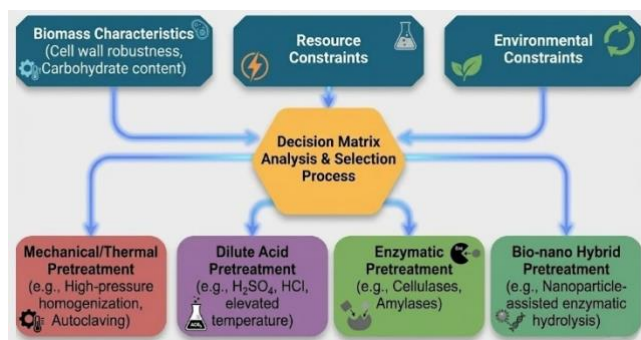 Biomass Characteristics
(Cell wall robustness,
Carbohydrate content)
Resource
Constraints
Environmental
Constraints
Decision Matrix
Analysis & Selection
Process
Mechanical/Thermal
Pretreatment
(e.g., High-pressure
homogenization,
Autoclaving)
Dilute Acid
Pretreatment
(e.g., H₂SO₄, HCl,
elevated
temperature)
Enzymatic
Pretreatment
(e.g., Cellulases,
Amylases)
Bio-nano Hybrid
Pretreatment
(e.g., Nanoparticle-
assisted enzymatic
hydrolysis)